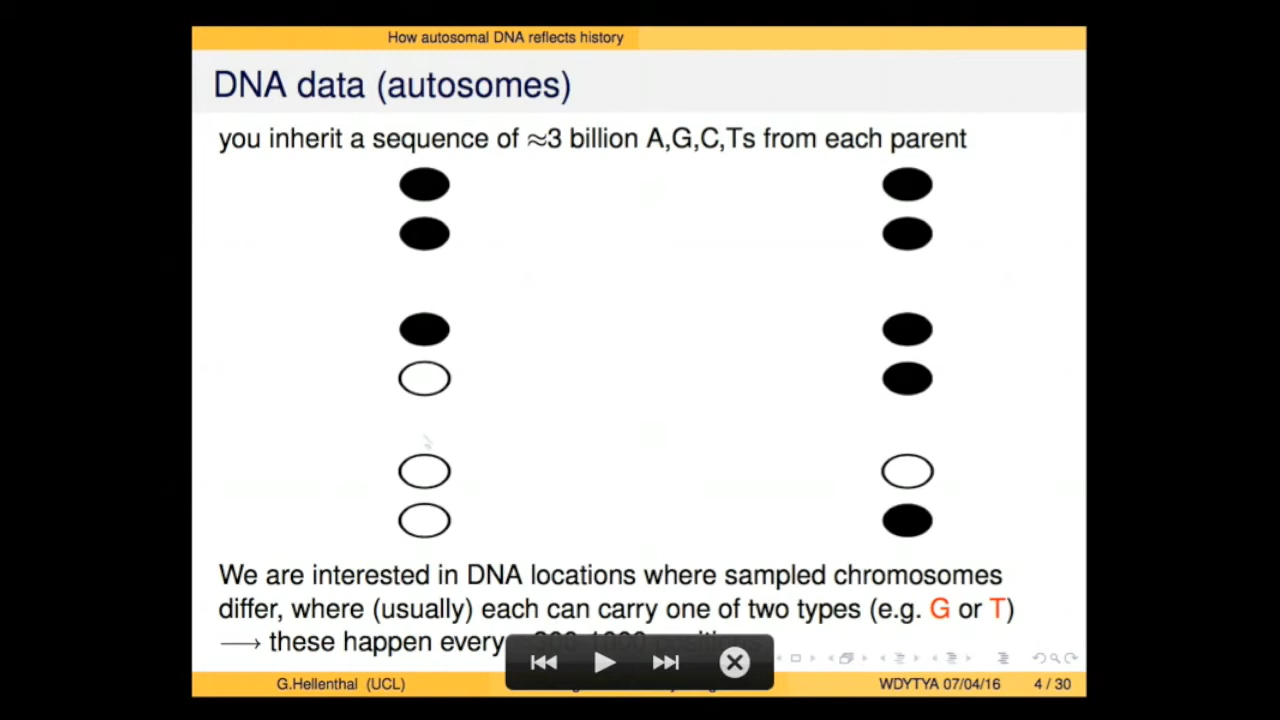 How autosomal DNA reflects history
DNA data (autosomes)
you inherit a sequence of ≈3 billion A,G,C,Ts from each parent
We are interested in DNA locations where sampled chromosomes
differ, where (usually) each can carry one of two types (e.g. G or T)
⟶ these happen every
G.Hellenthal (UCL)
WDYTYA 07/04/16
4 / 30